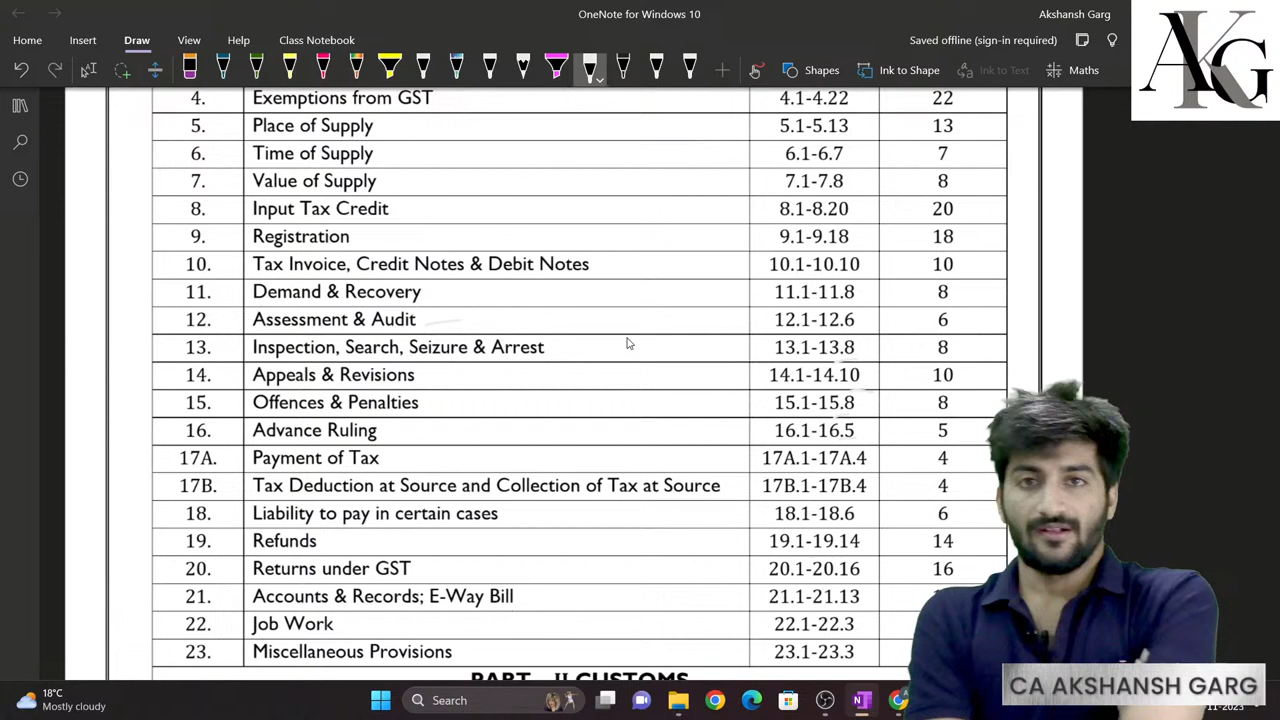 OneNote for Windows 10
Akshansh Garg
Home Insert Draw View Help Class Notebook
Saved offline (sign-in required)
Shapes Ink to Shape Ink to Text Maths
AKG
4. Exemptions from GST 4.1-4.22 22
5. Place of Supply 5.1-5.13 13
6. Time of Supply 6.1-6.7 7
7. Value of Supply 7.1-7.8 8
8. Input Tax Credit 8.1-8.20 20
9. Registration 9.1-9.18 18
10. Tax Invoice, Credit Notes & Debit Notes 10.1-10.10 10
11. Demand & Recovery 11.1-11.8 8
12. Assessment & Audit 12.1-12.6 6
13. Inspection, Search, Seizure & Arrest 13.1-13.8 8
14. Appeals & Revisions 14.1-14.10 10
15. Offences & Penalties 15.1-15.8 8
16. Advance Ruling 16.1-16.5 5
17A. Payment of Tax 17A.1-17A.4 4
17B. Tax Deduction at Source and Collection of Tax at Source 17B.1-17B.4 4
18. Liability to pay in certain cases 18.1-18.6 6
19. Refunds 19.1-19.14 14
20. Returns under GST 20.1-20.16 16
21. Accounts & Records; E-Way Bill 21.1-21.13
22. Job Work 22.1-22.3
23. Miscellaneous Provisions 23.1-23.3
PART – II CUSTOMS
CA AKSHANSH GARG
18°C
Mostly cloudy
Search
11-2023